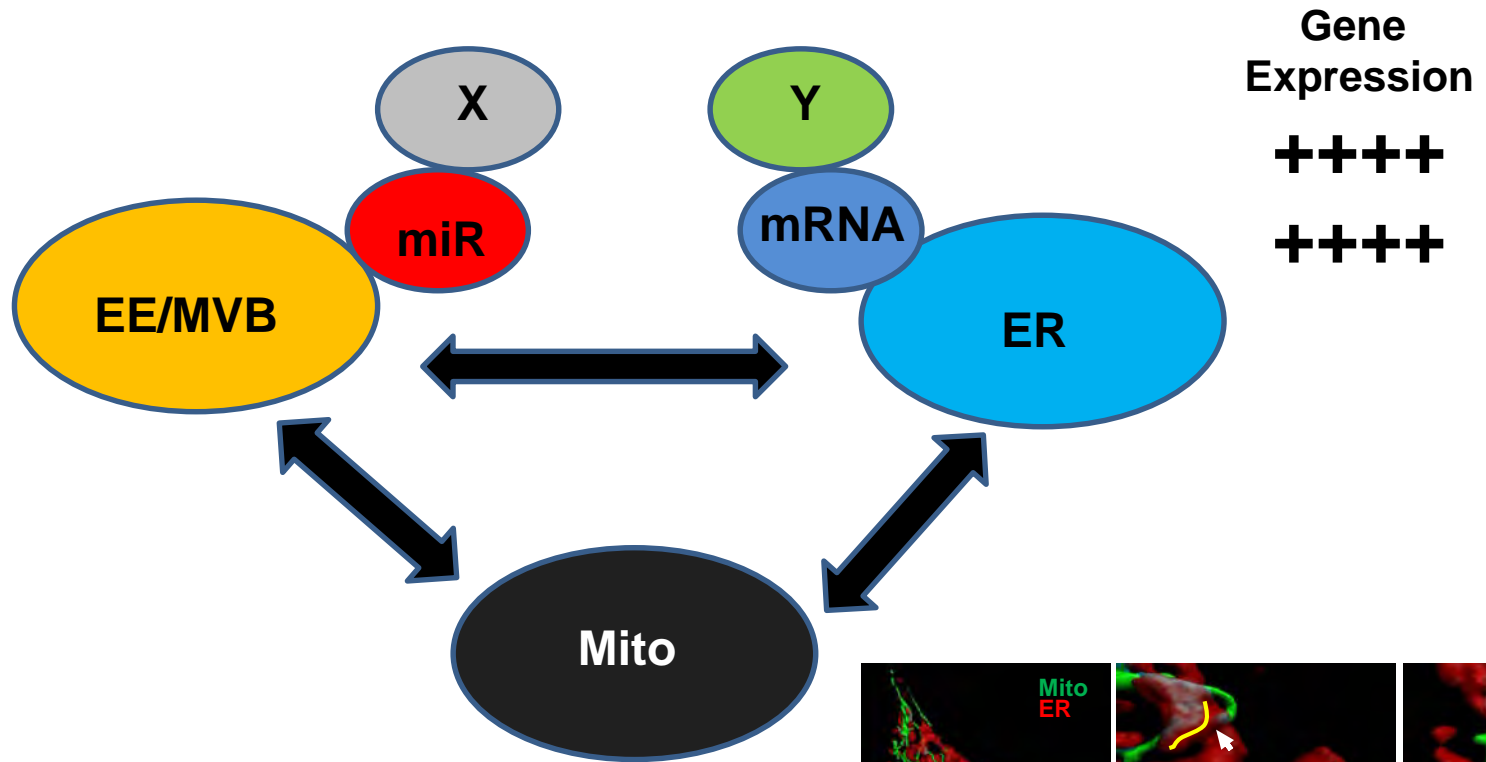 Gene
Expression
X
Y
++++
miR
mRNA
++++
EE/MVB
ER
Mito
Mito
ER